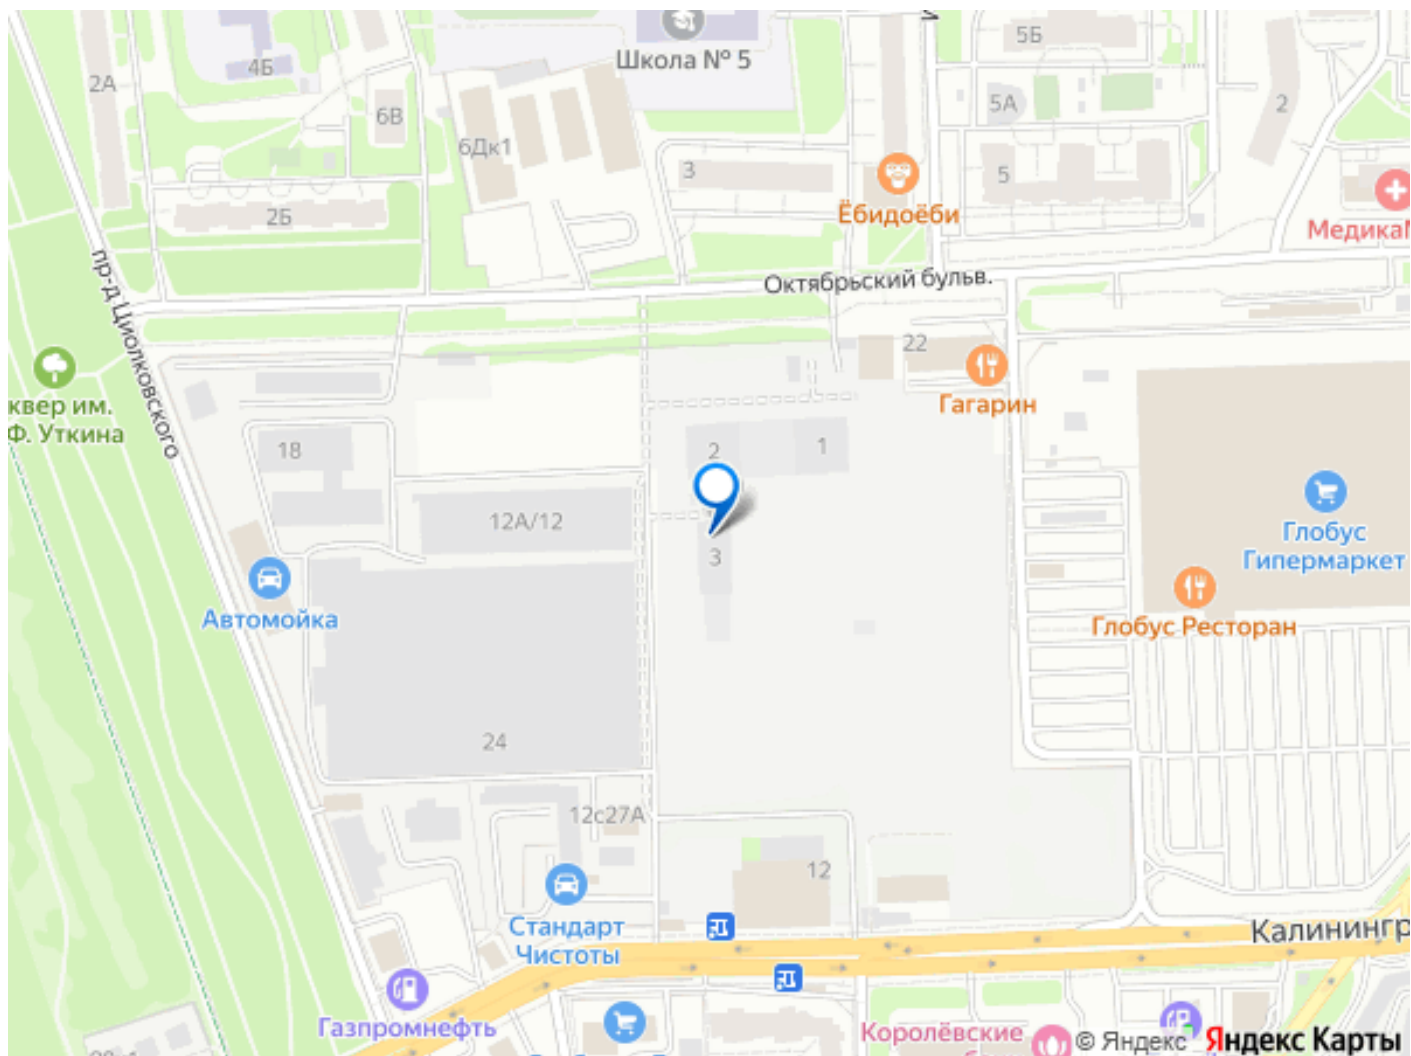 Школа № 5
5Б
2А
4Б
5А
2
6В
6Дк1
3
5
Ёбидоёби
2Б
пр-д Циолковского
Октябрьский бульв.
22
Гагарин
квер им.
Ф. Уткина
18
2
1
12А/12
3
Глобус
Гипермаркет
Автомойка
Глобус Ресторан
24
12с27А
12
Стандарт
Чистоты
Калинингр
Газпромнефть
Королёвские
© Яндекс Яндекс Карты